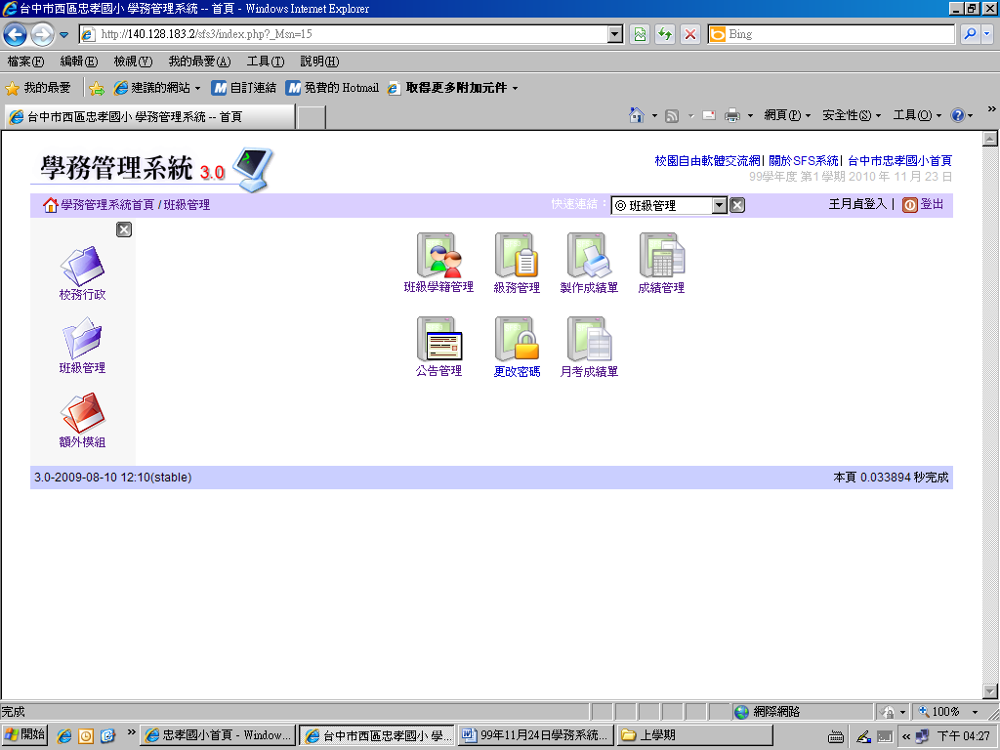 台中市西區忠孝國小 學務管理系統 -- 首頁 - Windows Internet Explorer
http://140.128.183.2/sfs3/index.php?_Msn=15
Bing
檔案(F) 編輯(E) 檢視(V) 我的最愛(A) 工具(T) 說明(H)
我的最愛 建議的網站 自訂連結 免費的 Hotmail 取得更多附加元件
台中市西區忠孝國小 學務管理系統 -- 首頁
網頁(P) 安全性(S) 工具(O)
學務管理系統 3.0
校園自由軟體交流網| 關於SFS系統| 台中市忠孝國小首頁
99學年度 第1學期 2010 年 11 月 23 日
學務管理系統首頁 / 班級管理
快速連結：
◎ 班級管理
王月貞登入 |
登出
校務行政
班級管理
額外模組
班級學籍管理
級務管理
製作成績單
成績管理
公告管理
更改密碼
月考成績單
3.0-2009-08-10 12:10(stable)
本頁 0.033894 秒完成
完成
網際網路
100%
開始
忠孝國小首頁 - Window...
台中市西區忠孝國小 學...
99年11月24日學務系統...
上學期
下午 04:27